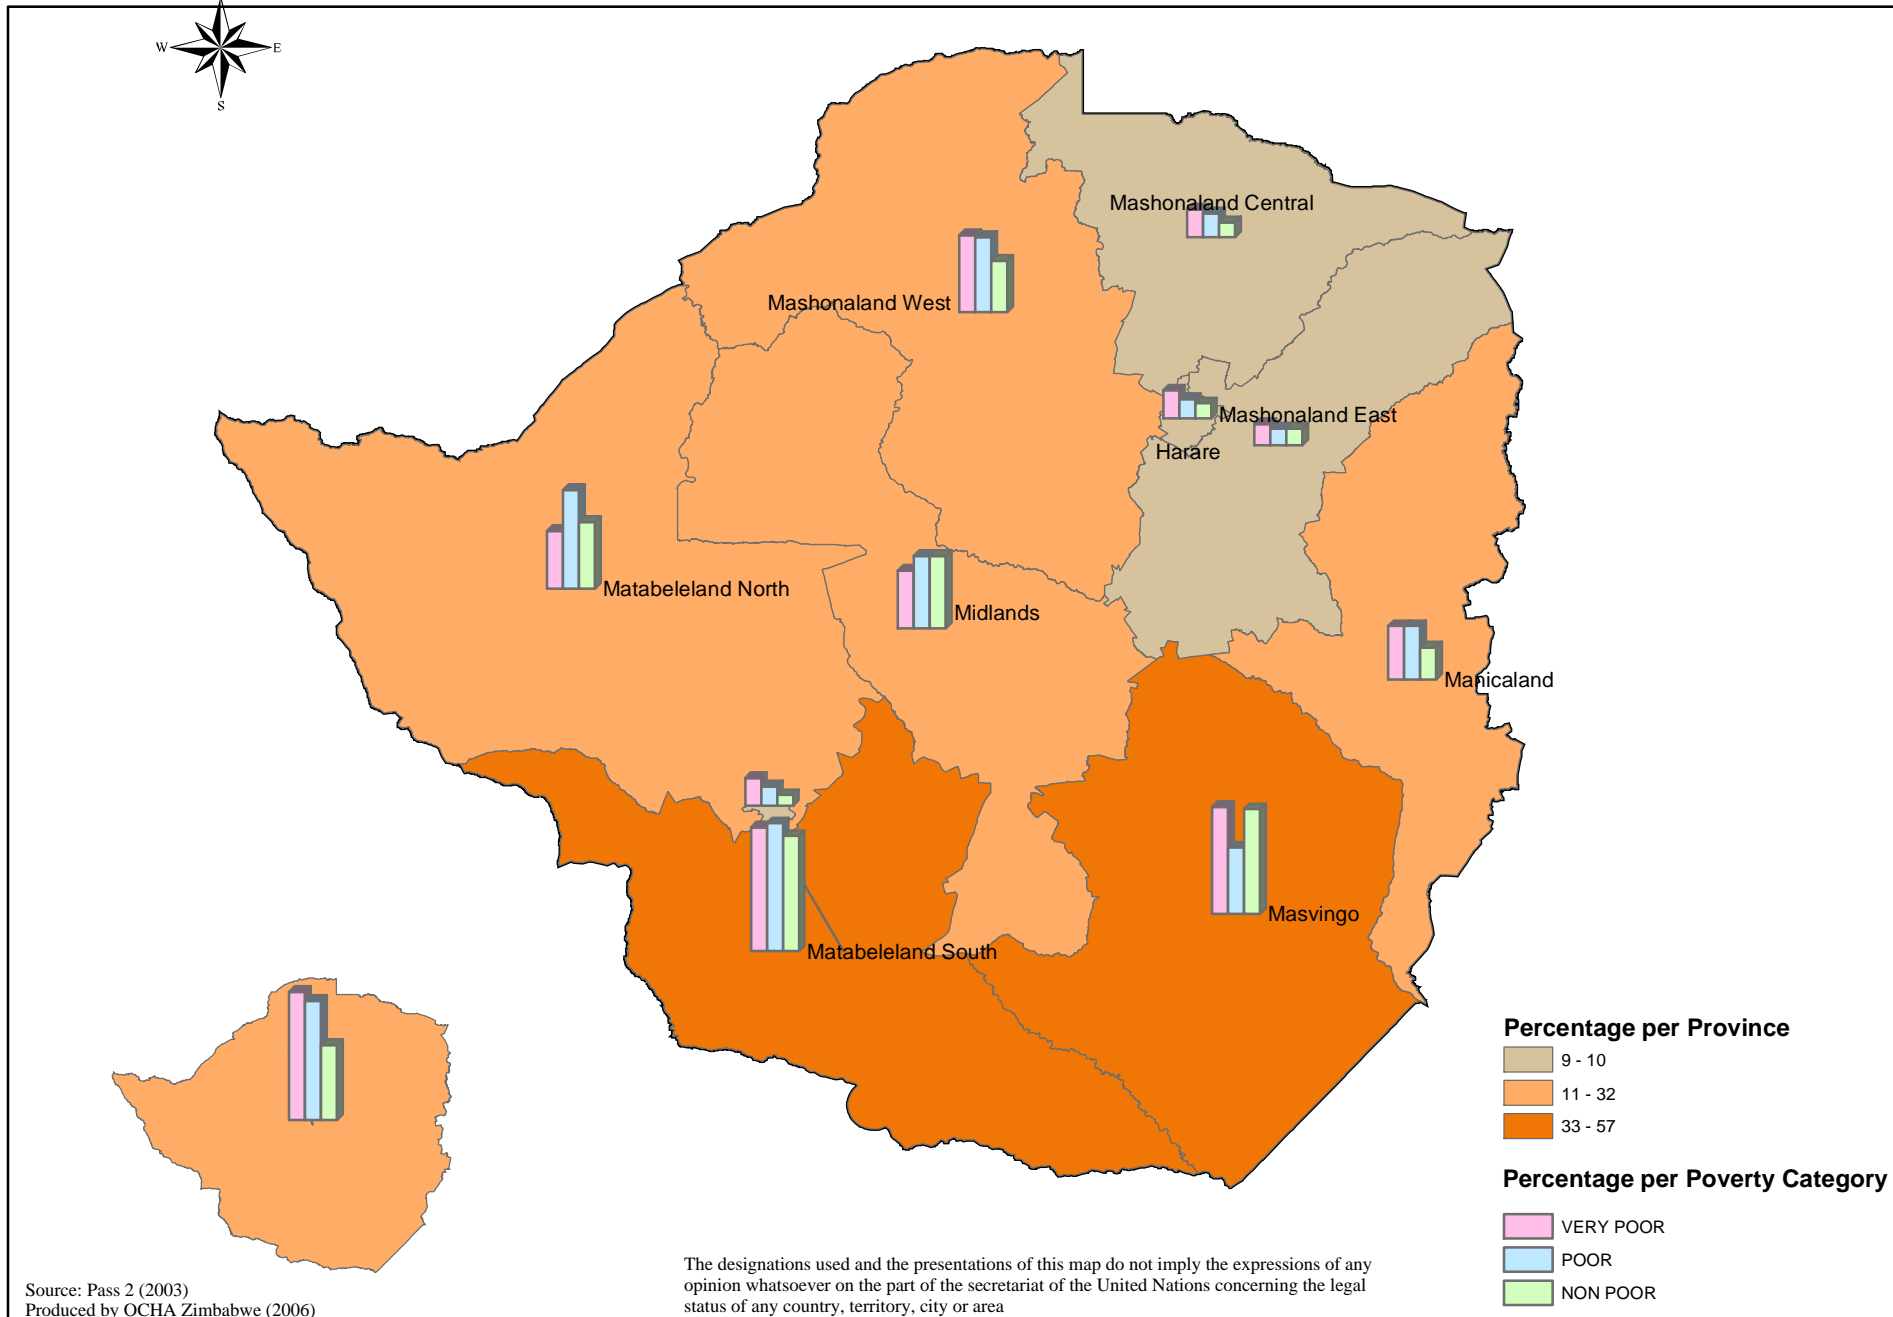 W
E
S
Mashonaland Central
Mashonaland West
Mashonaland East
Harare
Matabeleland North
Midlands
Manicaland
Masvingo
Matabeleland South
Percentage per Province
9 - 10
11 - 32
33 - 57
Percentage per Poverty Category
VERY POOR
POOR
NON POOR
The designations used and the presentations of this map do not imply the expressions of any
opinion whatsoever on the part of the secretariat of the United Nations concerning the legal
status of any country, territory, city or area
Source: Pass 2 (2003)
Produced by OCHA Zimbabwe (2006)